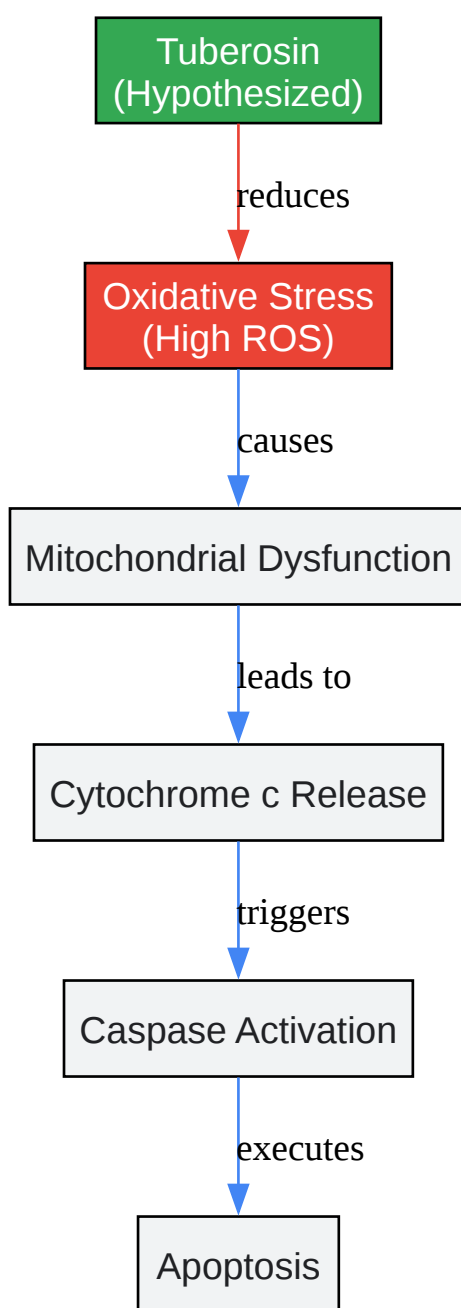 Tuberosin
(Hypothesized)
reduces
Oxidative Stress
(High ROS)
causes
Mitochondrial Dysfunction
leads to
Cytochrome c Release
triggers
Caspase Activation
executes
Apoptosis